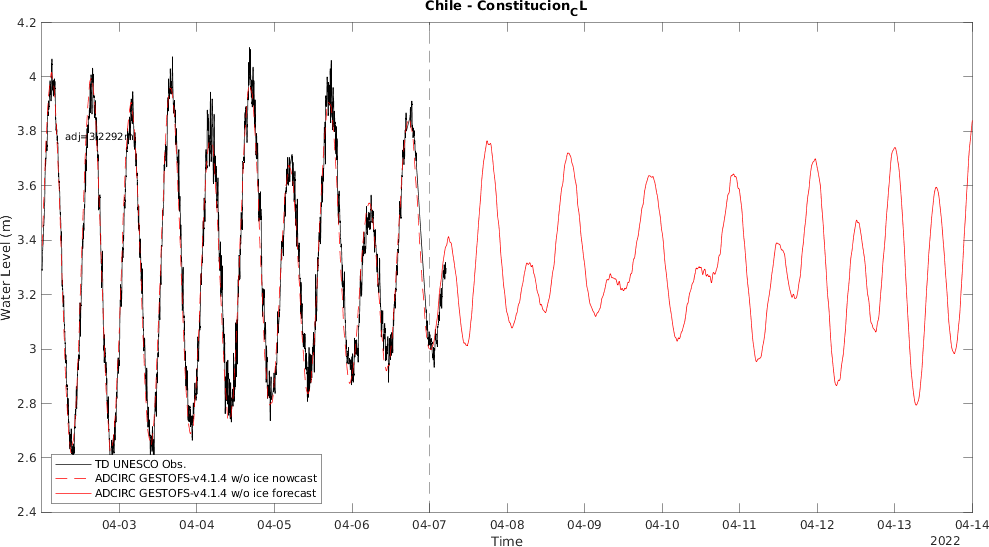 Chile - Constitucion_CL
4.2
4
3.8
3.6
3.4
3.2
3
2.8
2.6
2.4
Water Level (m)
adj=3.2292m
TD UNESCO Obs.
ADCIRC GESTOFS-v4.1.4 w/o ice nowcast
ADCIRC GESTOFS-v4.1.4 w/o ice forecast
04-03 04-04 04-05 04-06 04-07 04-08 04-09 04-10 04-11 04-12 04-13 04-14
Time
2022